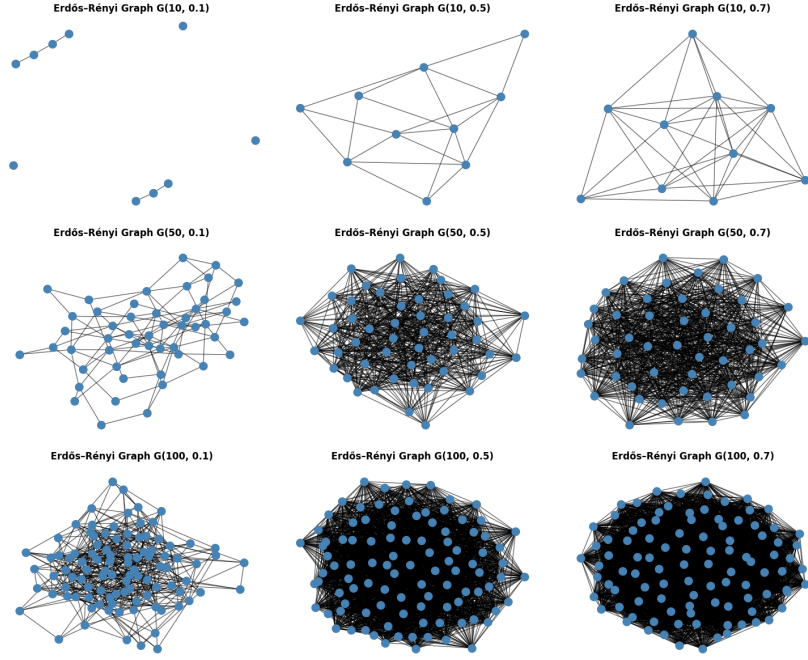 Erdős–Rényi Graph G(10, 0.1)
Erdős–Rényi Graph G(10, 0.5)
Erdős–Rényi Graph G(10, 0.7)
Erdős–Rényi Graph G(50, 0.1)
Erdős–Rényi Graph G(50, 0.5)
Erdős–Rényi Graph G(50, 0.7)
Erdős–Rényi Graph G(100, 0.1)
Erdős–Rényi Graph G(100, 0.5)
Erdős–Rényi Graph G(100, 0.7)